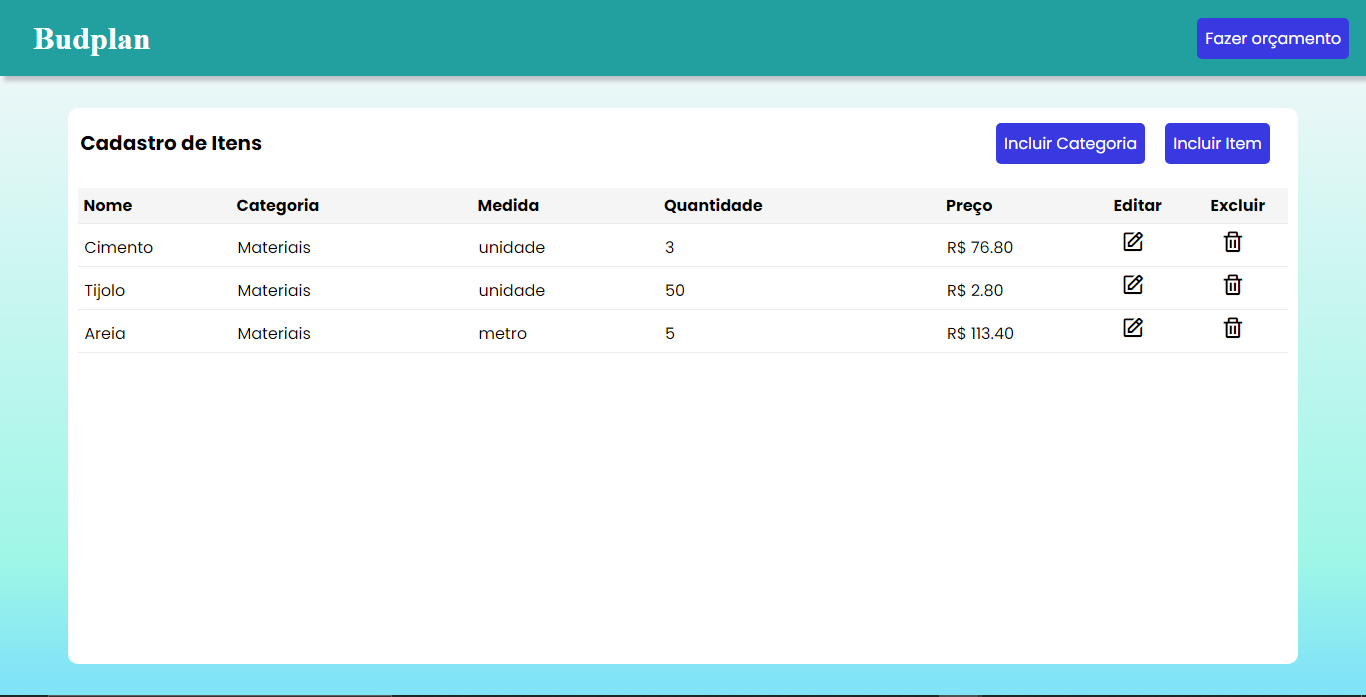 Budplan
Fazer orçamento
Cadastro de Itens
Incluir Categoria
Incluir Item
Nome Categoria Medida Quantidade Preço Editar Excluir
Cimento Materiais unidade 3 R$ 76.80
Tijolo Materiais unidade 50 R$ 2.80
Areia Materiais metro 5 R$ 113.40